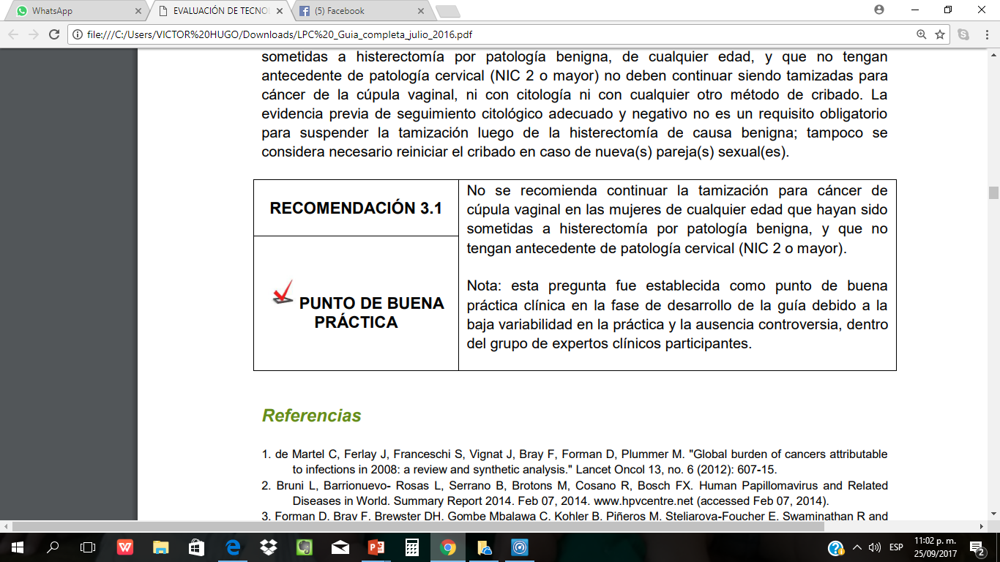 WhatsApp
EVALUACIÓN DE TECNOL
(5) Facebook
file:///C:/Users/VICTOR%20HUGO/Downloads/LPC%20_Guia_completa_julio_2016.pdf
sometidas a histerectomía por patología benigna, de cualquier edad, y que no tengan
antecedente de patología cervical (NIC 2 o mayor) no deben continuar siendo tamizadas para
cáncer de la cúpula vaginal, ni con citología ni con cualquier otro método de cribado. La
evidencia previa de seguimiento citológico adecuado y negativo no es un requisito obligatorio
para suspender la tamización luego de la histerectomía de causa benigna; tampoco se
considera necesario reiniciar el cribado en caso de nueva(s) pareja(s) sexual(es).
RECOMENDACIÓN 3.1
PUNTO DE BUENA
PRÁCTICA
No se recomienda continuar la tamización para cáncer de
cúpula vaginal en las mujeres de cualquier edad que hayan sido
sometidas a histerectomía por patología benigna, y que no
tengan antecedente de patología cervical (NIC 2 o mayor).
Nota: esta pregunta fue establecida como punto de buena
práctica clínica en la fase de desarrollo de la guía debido a la
baja variabilidad en la práctica y la ausencia controversia, dentro
del grupo de expertos clínicos participantes.
Referencias
1. de Martel C, Ferlay J, Franceschi S, Vignat J, Bray F, Forman D, Plummer M. "Global burden of cancers attributable
to infections in 2008: a review and synthetic analysis." Lancet Oncol 13, no. 6 (2012): 607-15.
2. Bruni L, Barrionuevo- Rosas L, Serrano B, Brotons M, Cosano R, Bosch FX. Human Papillomavirus and Related
Diseases in World. Summary Report 2014. Feb 07, 2014. www.hpvcentre.net (accessed Feb 07, 2014).
3. Forman D, Bray F, Brewster DH, Gombe Mbalawa C, Kohler B, Piñeros M, Steliarova-Foucher E, Swaminathan R and
ESP
11:02 p. m.
25/09/2017
2